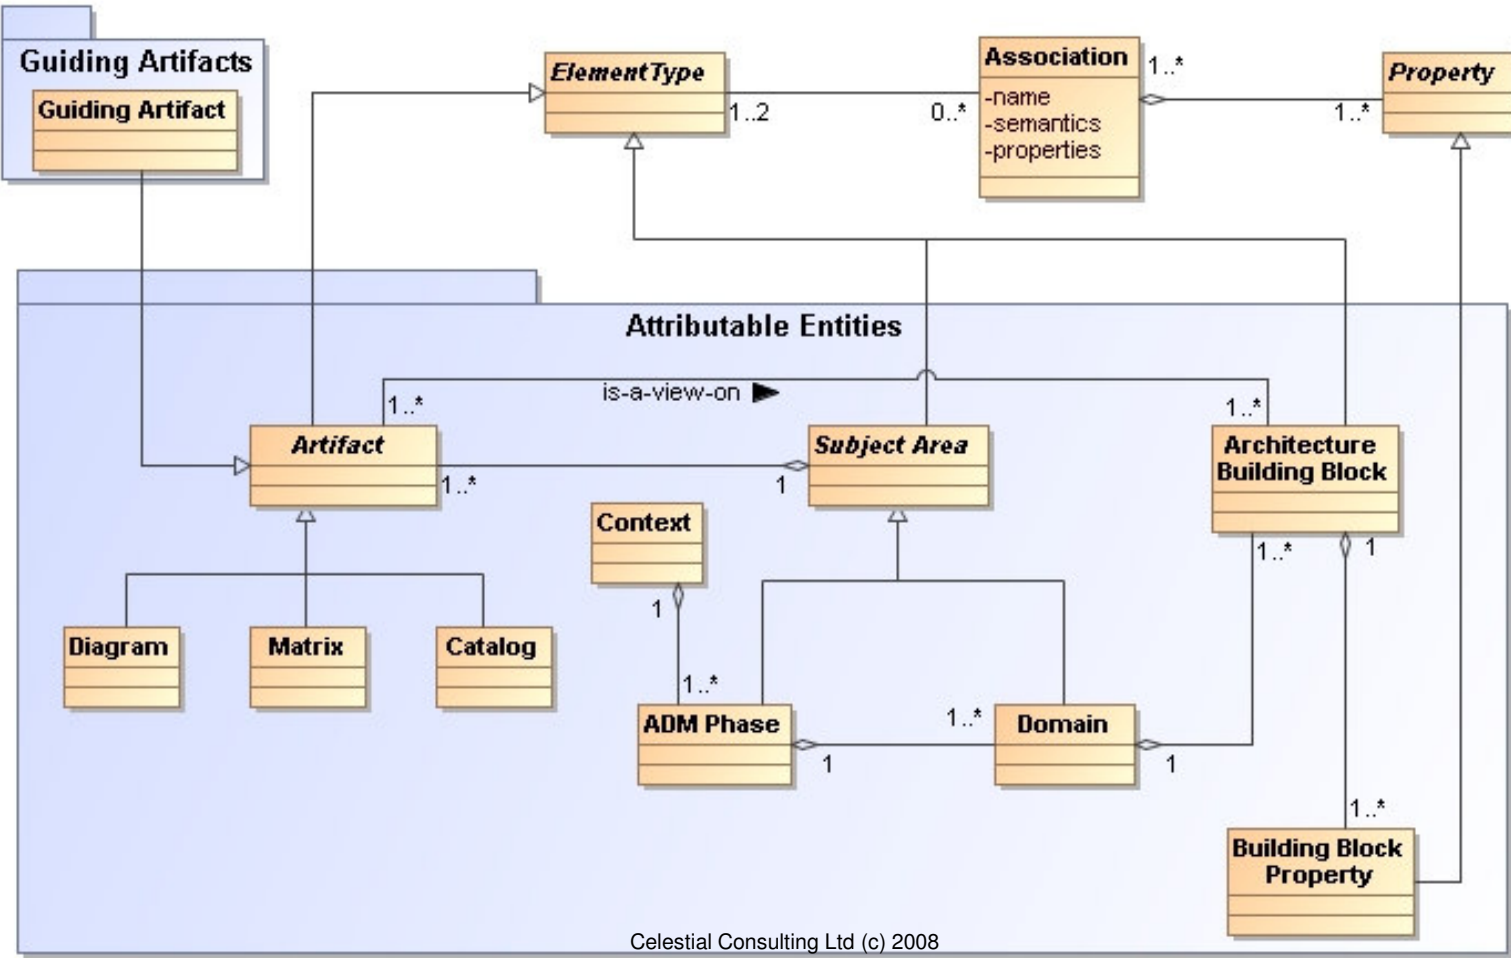 Guiding Artifacts
Guiding Artifact
ElementType
1..2
0..*
Association
-name
-semantics
-properties
1..*
1..*
Property
Attributable Entities
is-a-view-on
1..*
1..*
Artifact
1..*
1
Subject Area
Architecture
Building Block
Context
1
1..*
1..*
1
Diagram
Matrix
Catalog
ADM Phase
1
1..*
Domain
1
1..*
Building Block
Property
Celestial Consulting Ltd (c) 2008